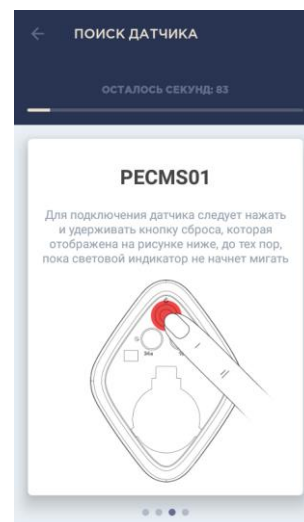 ПОИСК ДАТЧИКА
ОСТАЛОСЬ СЕКУНД: 83
PECMS01
Для подключения датчика следует нажать
и удерживать кнопку сброса, которая
отображена на рисунке ниже, до тех пор,
пока световой индикатор не начнет мигать